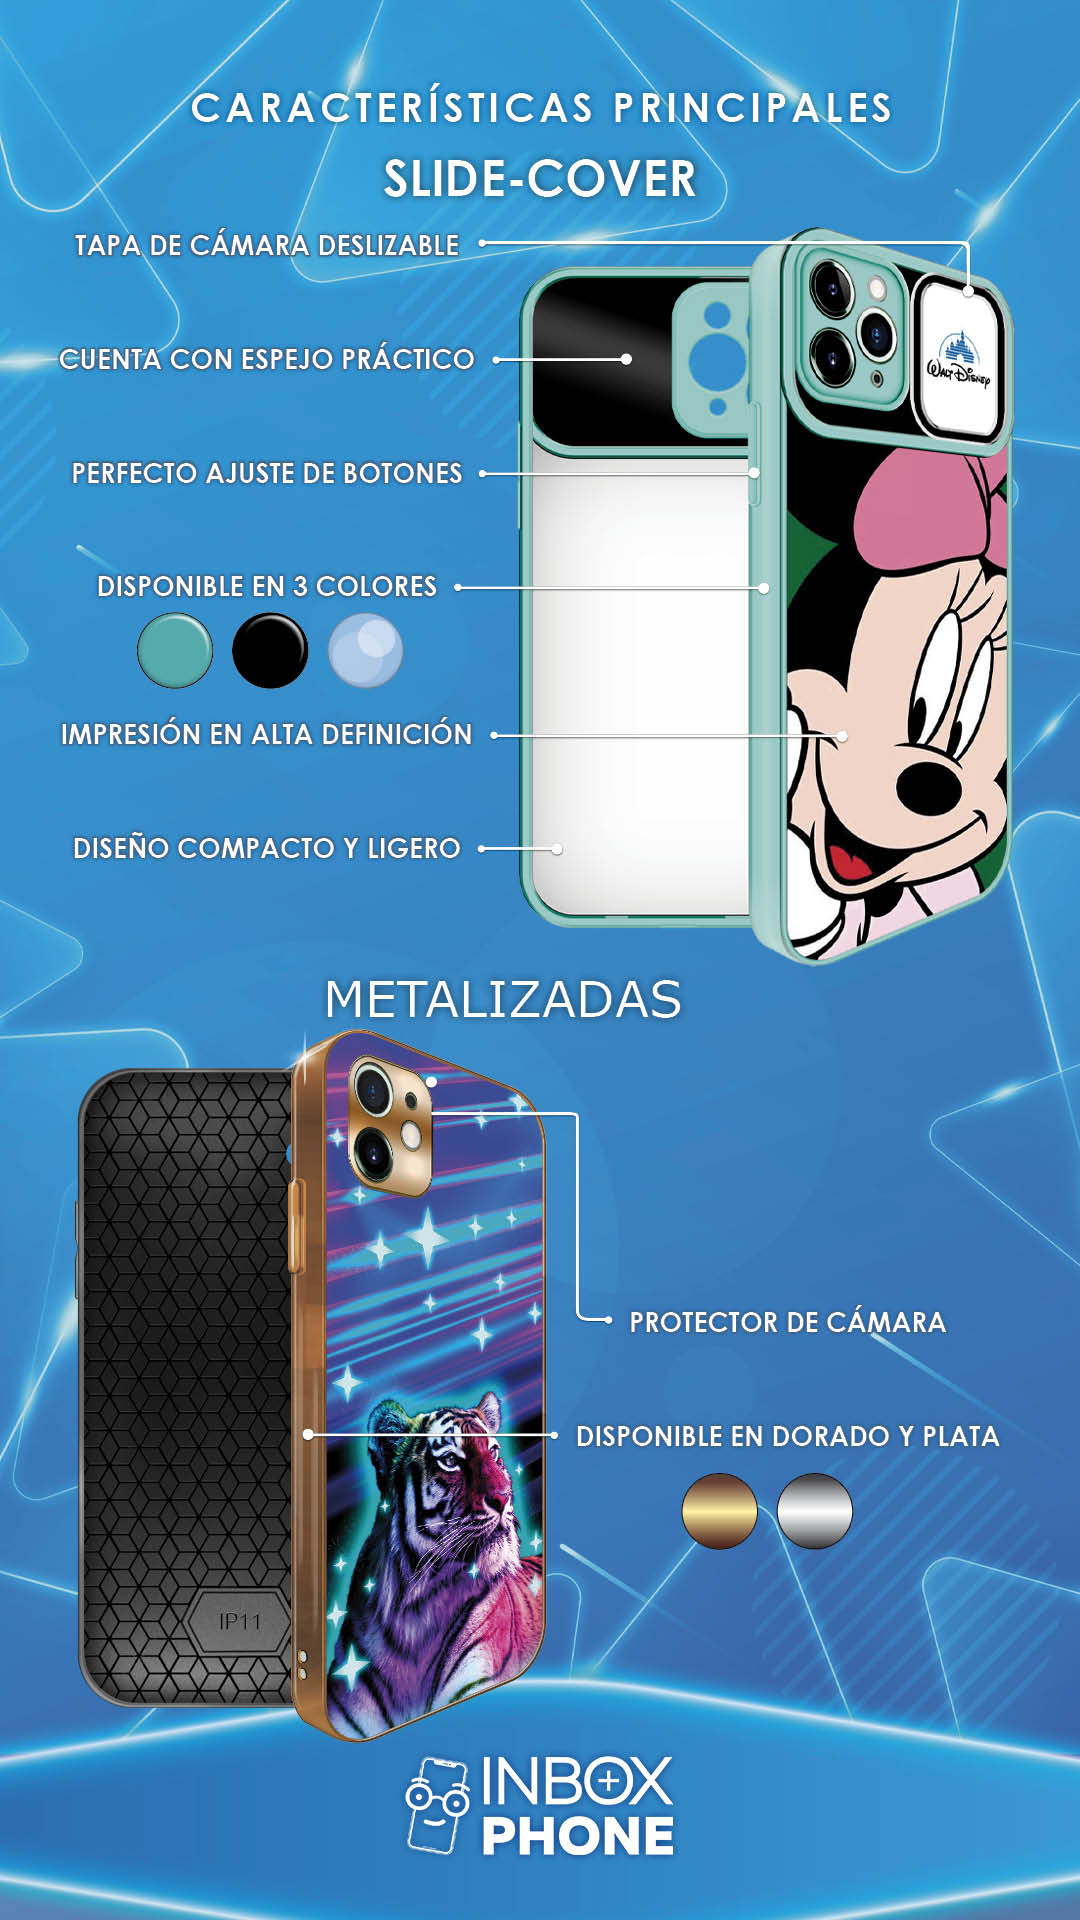 CARACTERÍSTICAS PRINCIPALES
SLIDE-COVER
TAPA DE CÁMARA DESLIZABLE
CUENTA CON ESPEJO PRÁCTICO
WALT DISNEY
PERFECTO AJUSTE DE BOTONES
DISPONIBLE EN 3 COLORES
IMPRESIÓN EN ALTA DEFINICIÓN
DISEÑO COMPACTO Y LIGERO
METALIZADAS
PROTECTOR DE CÁMARA
DISPONIBLE EN DORADO Y PLATA
IP11
INBOX
PHONE